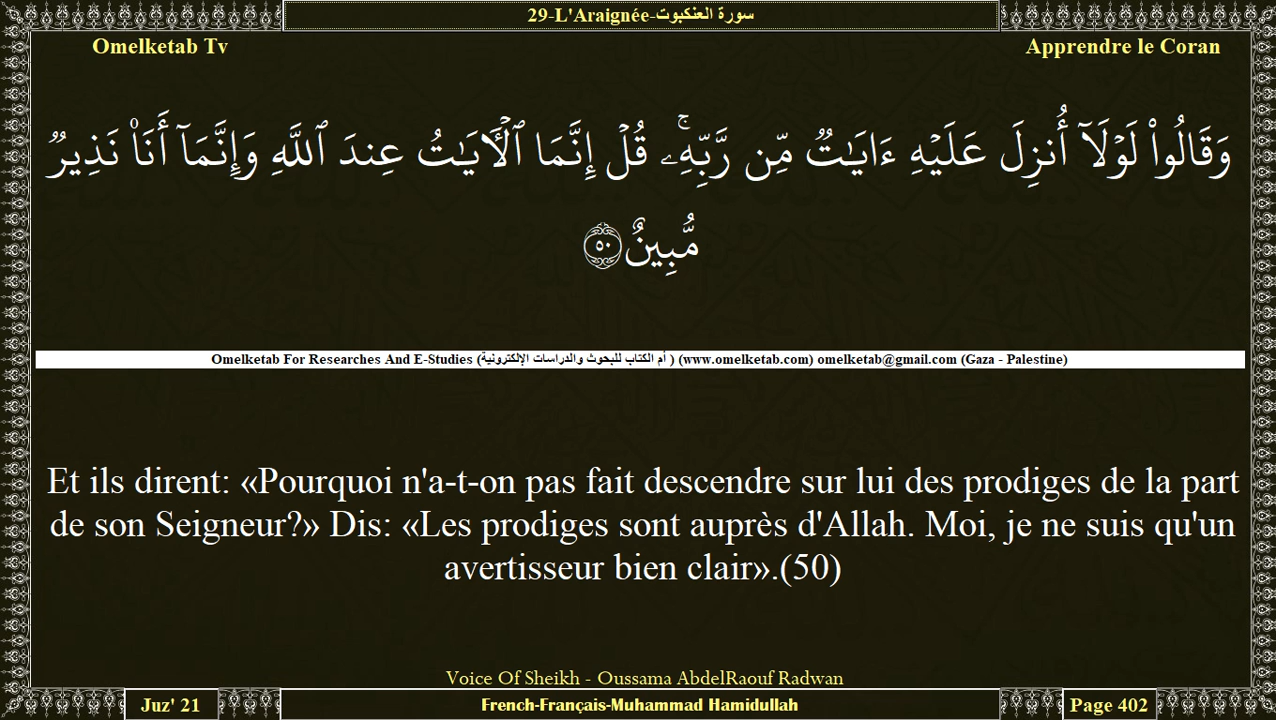 29-L'Araignée-سورة العنكبوت
Omelketab Tv
Apprendre le Coran
وَقَالُوا۟ لَوْلَآ أُنزِلَ عَلَيْهِ ءَايَـٰتٌ مِّن رَّبِّهِۦ ۖ قُلْ إِنَّمَا ٱلْـَٔايَـٰتُ عِندَ ٱللَّهِ وَإِنَّمَآ أَنَا۠ نَذِيرٌ
مُّبِينٌ ٥٠
Omelketab For Researches And E-Studies (أم الكتاب للبحوث والدراسات الإلكترونية ) (www.omelketab.com) omelketab@gmail.com (Gaza - Palestine)
Et ils dirent: «Pourquoi n'a-t-on pas fait descendre sur lui des prodiges de la part
de son Seigneur?» Dis: «Les prodiges sont auprès d'Allah. Moi, je ne suis qu'un
avertisseur bien clair».(50)
Voice Of Sheikh - Oussama AbdelRaouf Radwan
Juz' 21
French-Français-Muhammad Hamidullah
Page 402